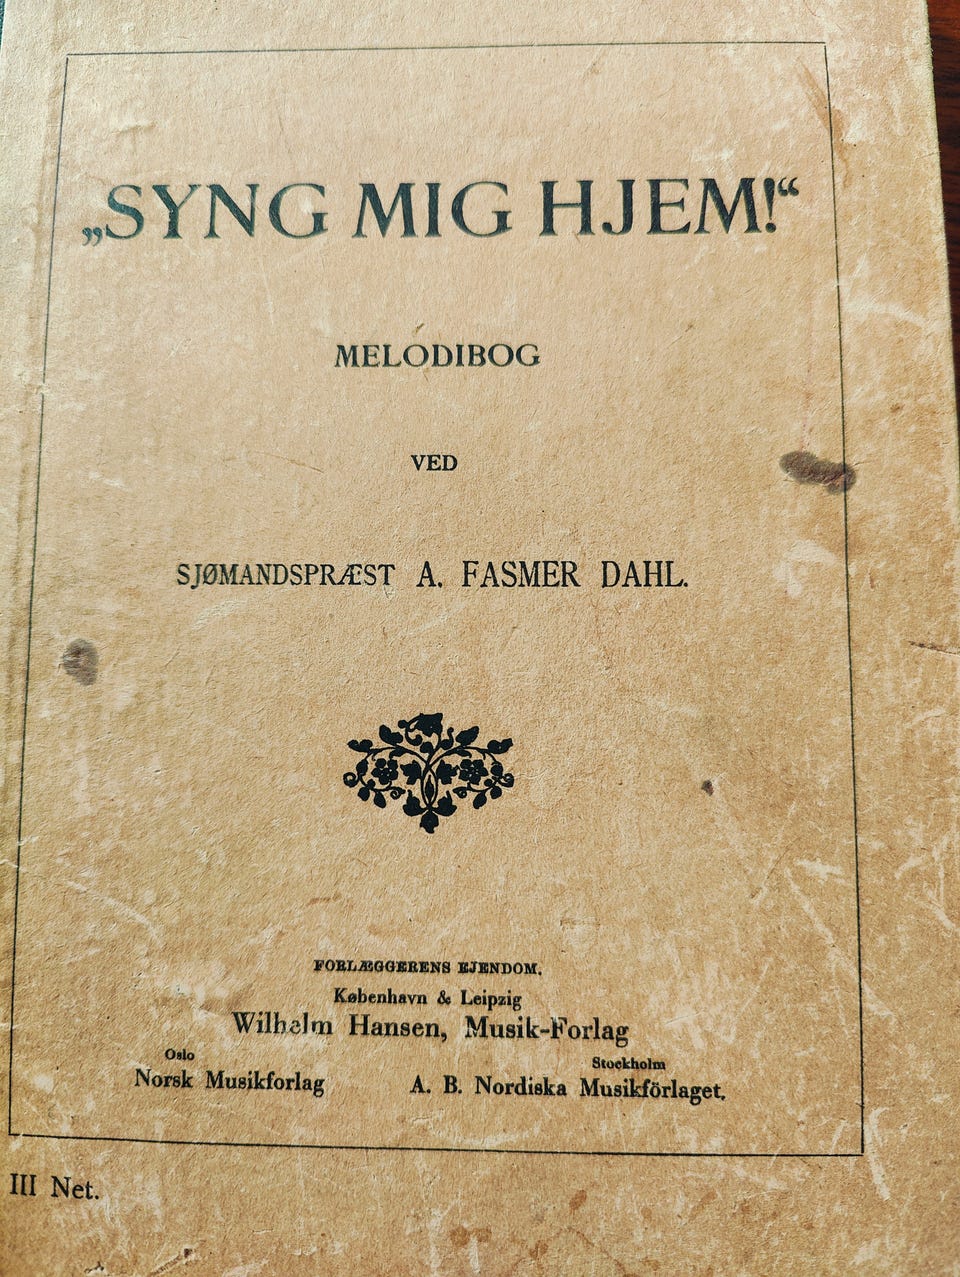 „SYNG MIG HJEM!“
MELODIBOG
VED
SJØMANDSPRÆST A. FASMER DAHL.
FORLÆGGERENS EJENDOM.
København & Leipzig
Wilhelm Hansen, Musik-Forlag
Oslo
Norsk Musikforlag
Stockholm
A. B. Nordiska Musikförlaget.
III Net.